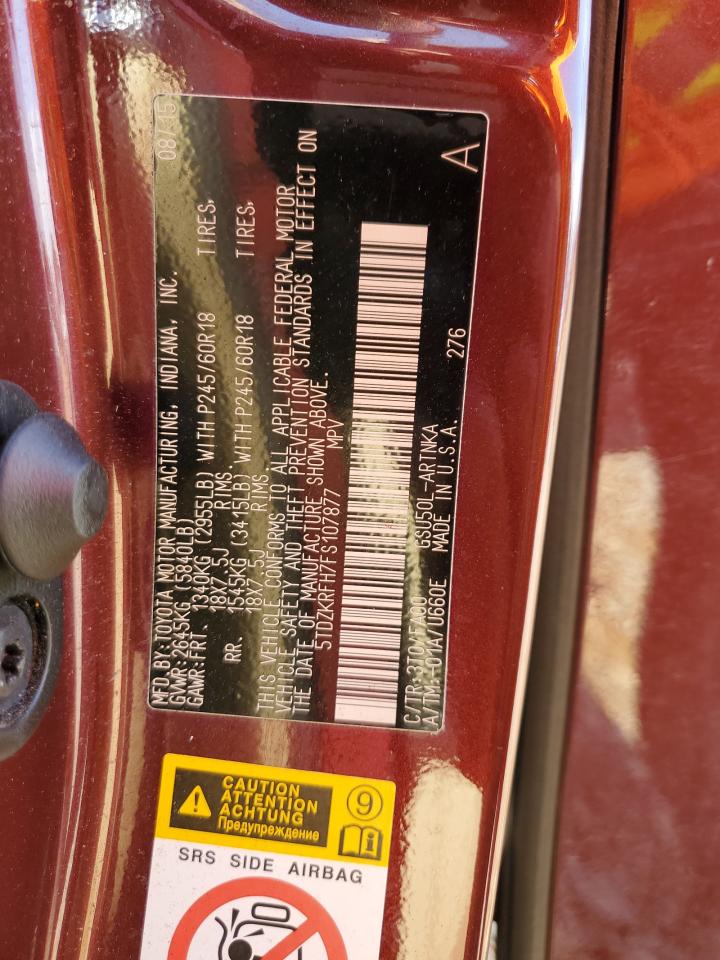 MFD.BY:TOYOTA MOTOR MANUFACTURING, INDIANA, INC. 08/15
GVWR:2645KG (5840LB)
GAWR:FRT. 1340KG (2955LB) WITH P245/60R18 TIRES,
18X7.5J RIMS.
RR. 1545KG (3415LB) WITH P245/60R18 TIRES,
18X7.5J RIMS.
THIS VEHICLE CONFORMS TO ALL APPLICABLE FEDERAL MOTOR
VEHICLE SAFETY AND THEFT PREVENTION STANDARDS IN EFFECT ON
THE DATE OF MANUFACTURE SHOWN ABOVE.
5TDZKRFH7FS107877 MPV
C/TR:3T0/FA00 GSU50L-ARTNKA 276 A
A/TM:-01A/U660E MADE IN U.S.A.
CAUTION
ATTENTION
ACHTUNG
Предупреждение
9
SRS SIDE AIRBAG